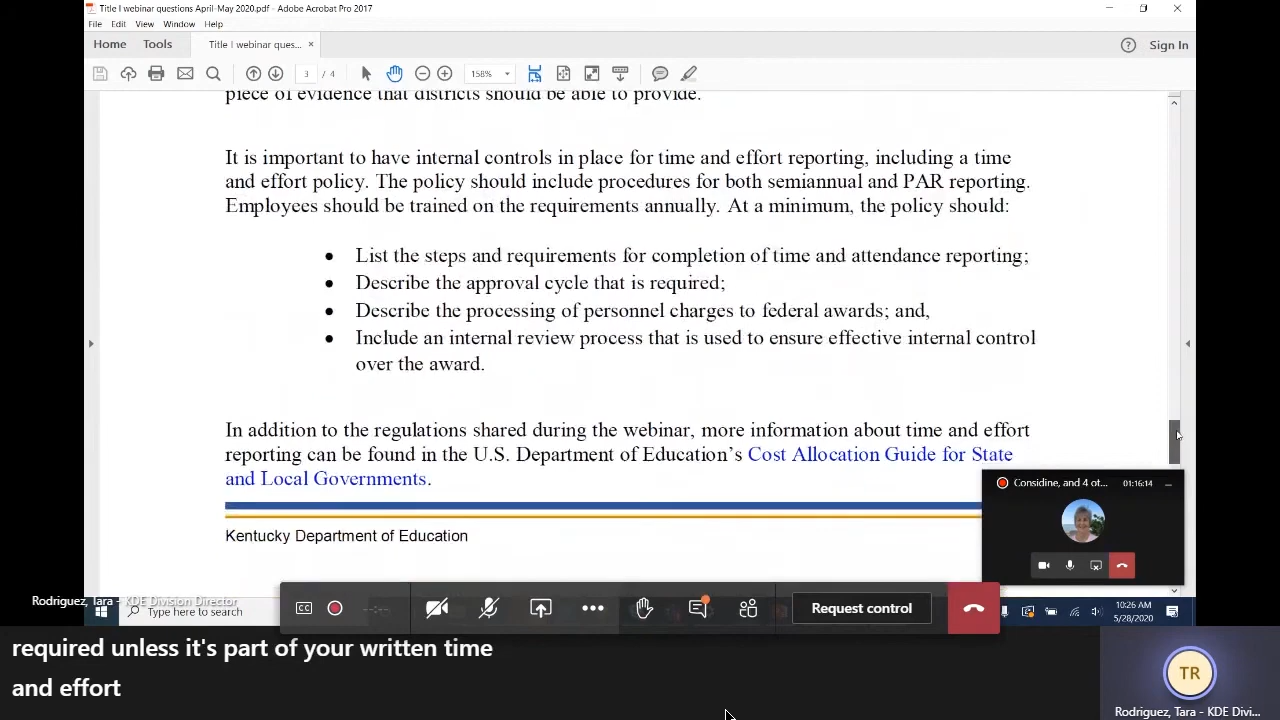 Title I webinar questions April-May 2020.pdf - Adobe Acrobat Pro 2017
File Edit View Window Help
Home Tools Title I webinar ques... × Sign In
3 / 4 158%
piece of evidence that districts should be able to provide.
It is important to have internal controls in place for time and effort reporting, including a time
and effort policy. The policy should include procedures for both semiannual and PAR reporting.
Employees should be trained on the requirements annually. At a minimum, the policy should:
• List the steps and requirements for completion of time and attendance reporting;
• Describe the approval cycle that is required;
• Describe the processing of personnel charges to federal awards; and,
• Include an internal review process that is used to ensure effective internal control
over the award.
In addition to the regulations shared during the webinar, more information about time and effort
reporting can be found in the U.S. Department of Education's Cost Allocation Guide for State
and Local Governments.
Kentucky Department of Education
Considine, and 4 ot... 01:16:14
Rodriguez, Tara - KDE Division Director
Type here to search
CC
Request control
10:26 AM
5/28/2020
required unless it's part of your written time
and effort
TR
Rodriguez, Tara - KDE Divi...